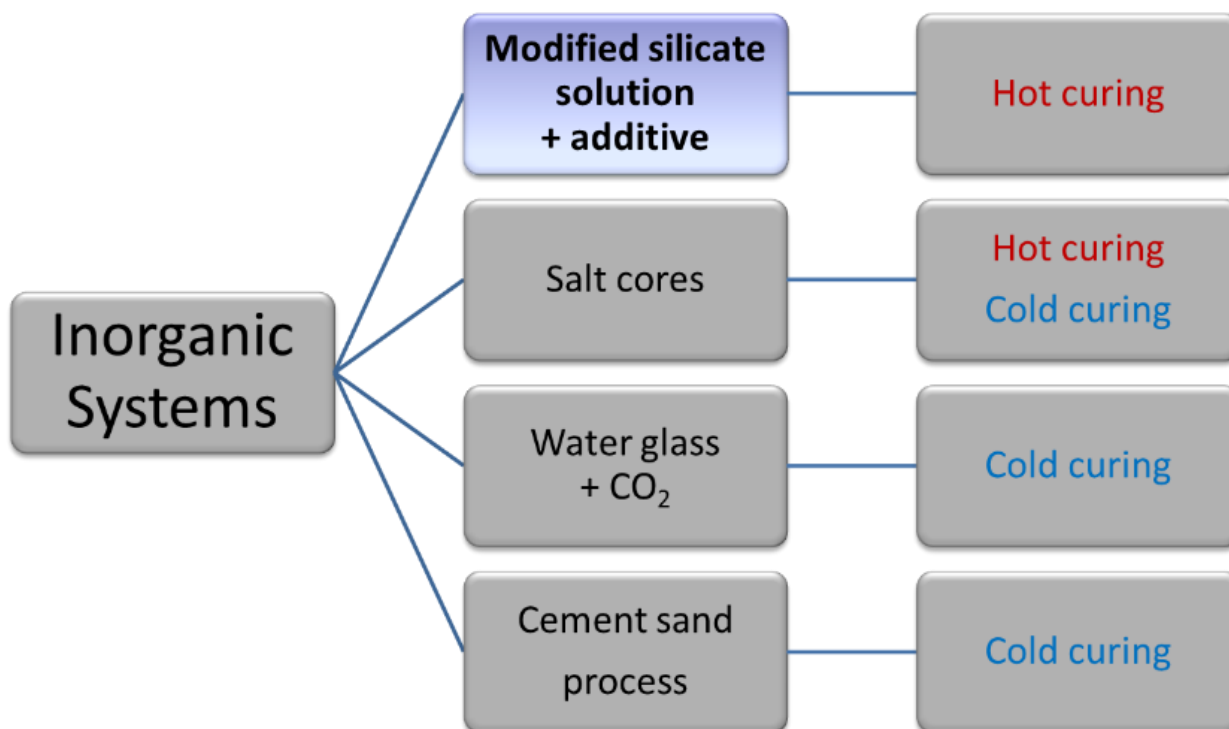 Inorganic
Systems
Modified silicate
solution
+ additive
Hot curing
Salt cores
Hot curing
Cold curing
Water glass
+ CO₂
Cold curing
Cement sand
process
Cold curing